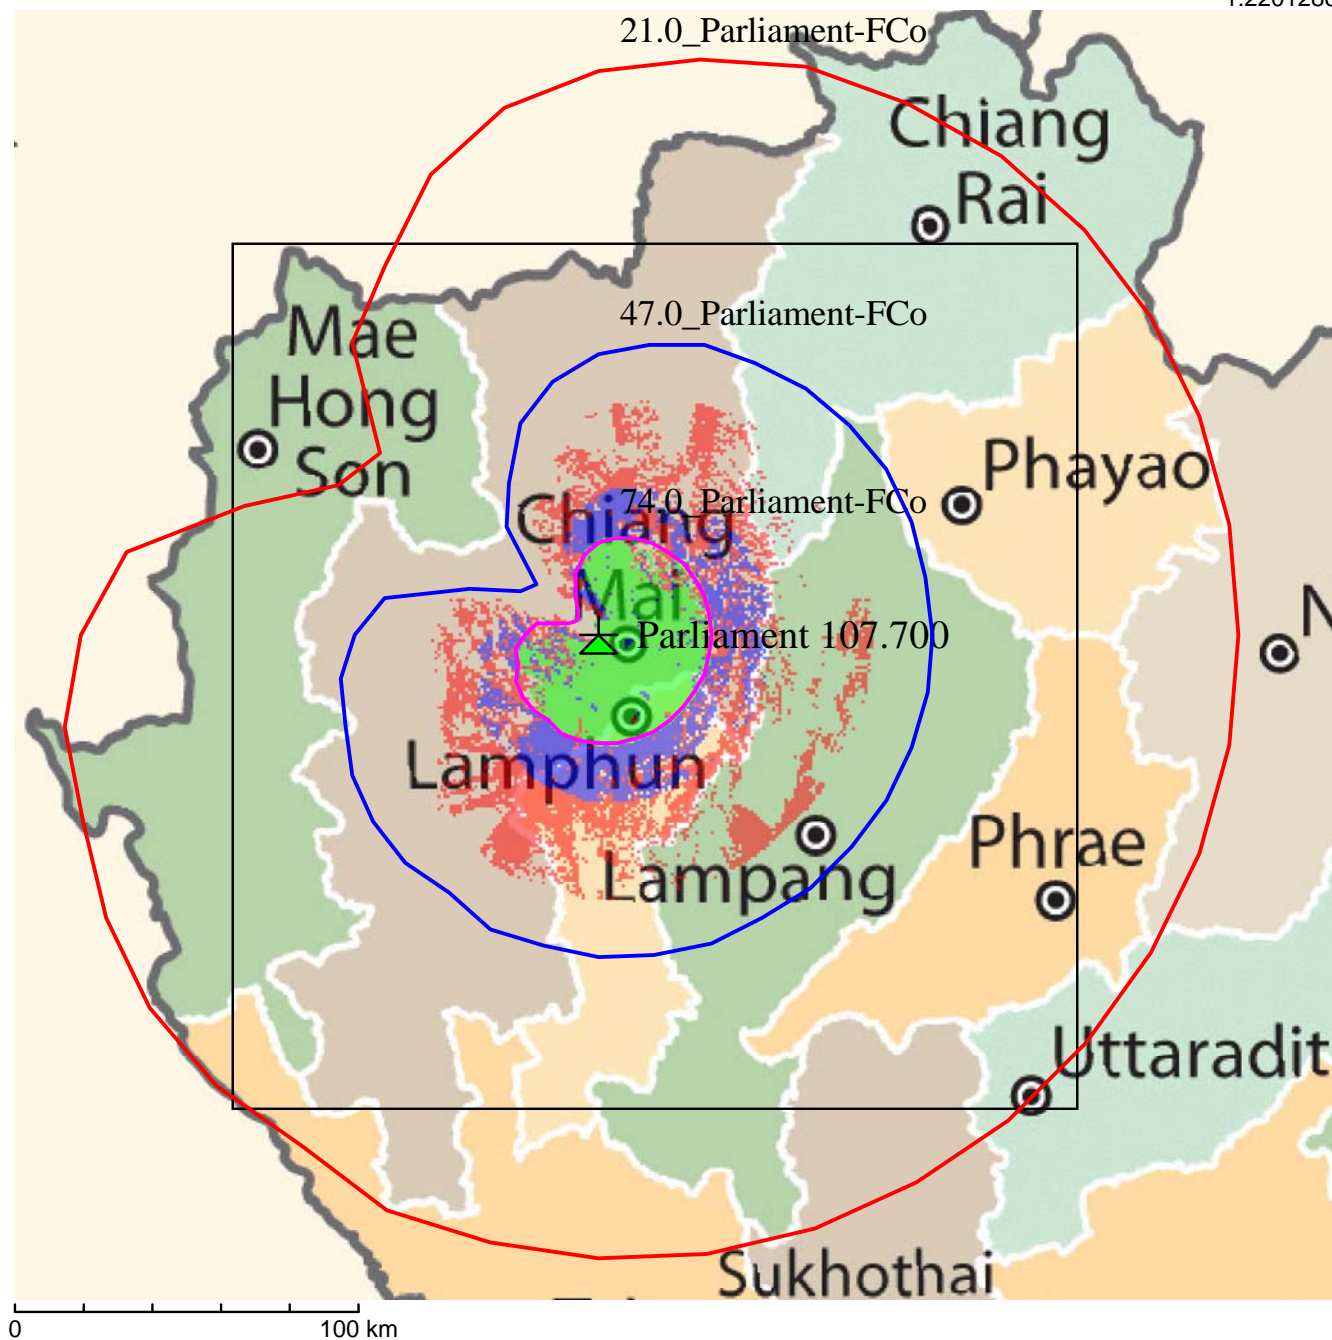 21.0_Parliament-FCo
Chiang
Rai
47.0_Parliament-FCo
Mae
Hong
Son
Phayao
74.0_Parliament-FCo
Chiang
Mai
Parliament 107.700
Lamphun
Phrae
Lampang
Uttaradit
Sukhothai
0 100 km